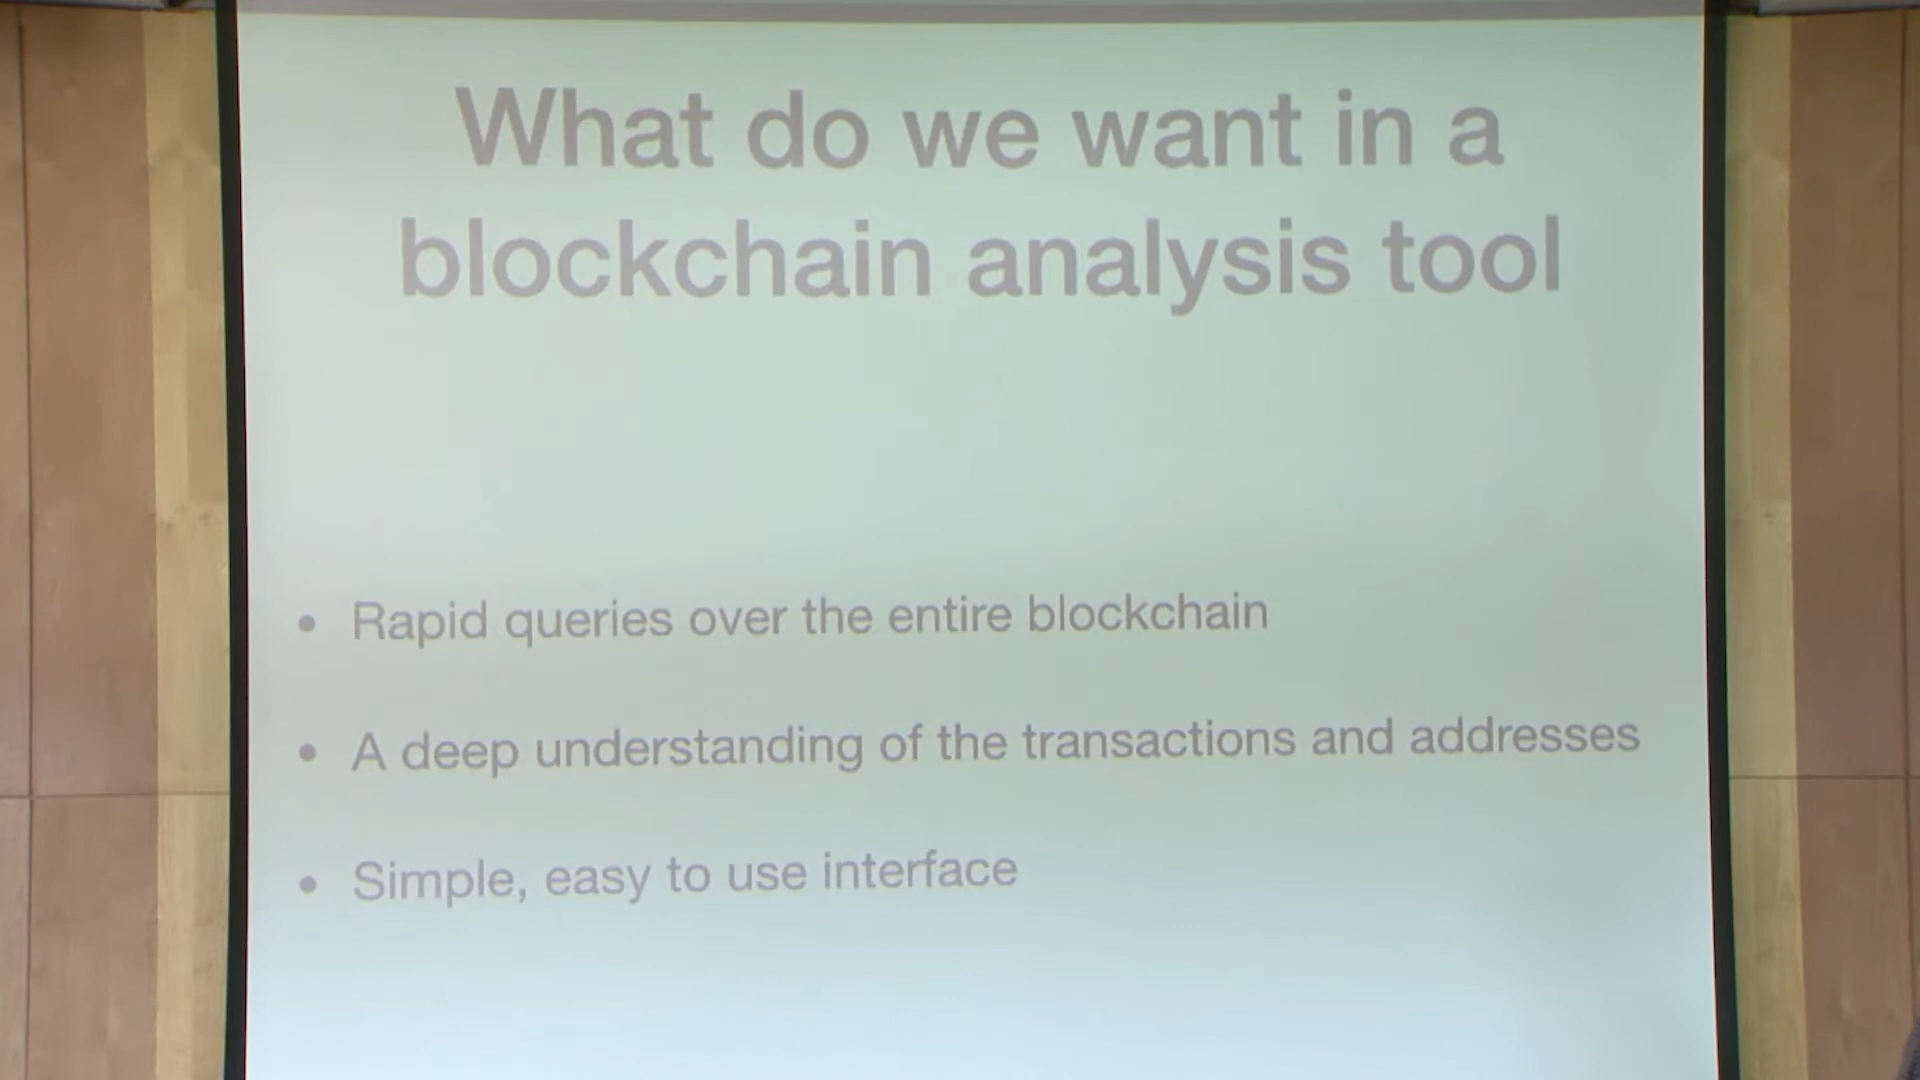 What do we want in a
blockchain analysis tool
• Rapid queries over the entire blockchain
• A deep understanding of the transactions and addresses
• Simple, easy to use interface